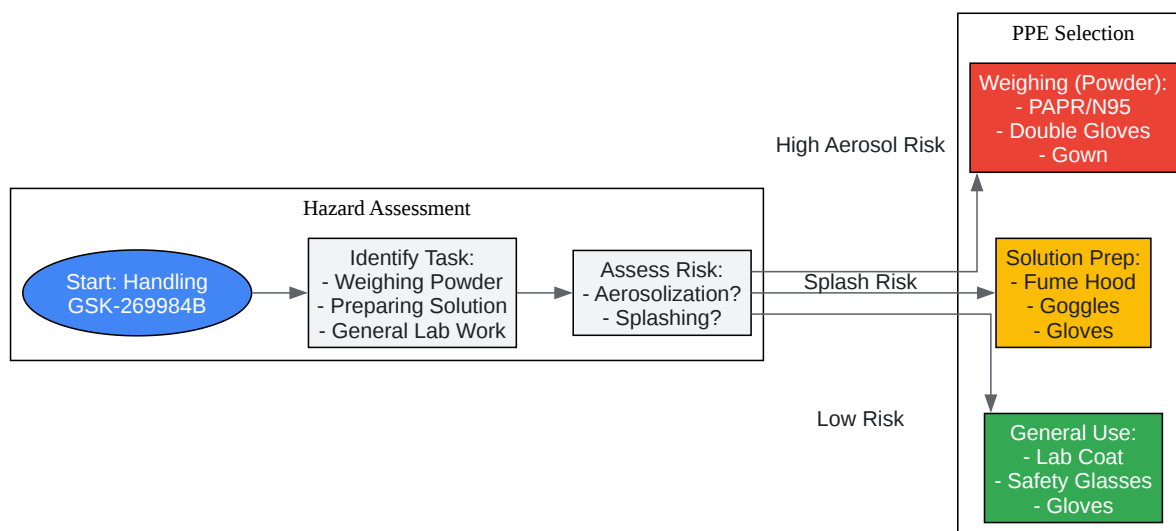 Hazard Assessment
Start: Handling
GSK-269984B
Identify Task:
- Weighing Powder
- Preparing Solution
- General Lab Work
Assess Risk:
- Aerosolization?
- Splashing?
High Aerosol Risk
Splash Risk
Low Risk
PPE Selection
Weighing (Powder):
- PAPR/N95
- Double Gloves
- Gown
Solution Prep:
- Fume Hood
- Goggles
- Gloves
General Use:
- Lab Coat
- Safety Glasses
- Gloves